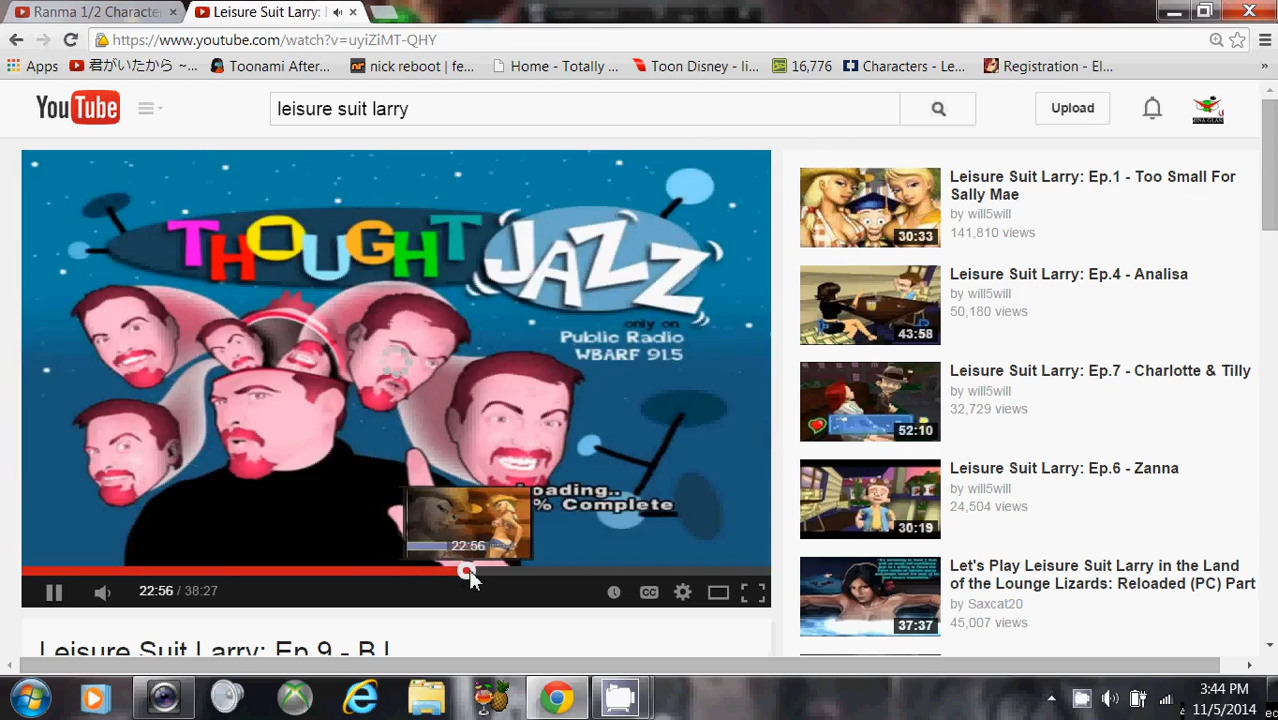 Ranma 1/2 Characte
Leisure Suit Larry:
https://www.youtube.com/watch?v=uyiZiMT-QHY
Apps
君がいたから ~...
Toonami After...
nick reboot | fe...
Home - Totally ...
Toon Disney - li...
16,776
Characters - Le...
Registration - El...
»
YouTube
leisure suit larry
Upload
THOUGHT JAZZ
only on
Public Radio
WBARF 91.5
oading..
% Complete
22:56
22:56 / 38:27
CC
Leisure Suit Larry: Ep.9 - B.J.
30:33
Leisure Suit Larry: Ep.1 - Too Small For
Sally Mae
by will5will
141,810 views
43:58
Leisure Suit Larry: Ep.4 - Analisa
by will5will
50,180 views
52:10
Leisure Suit Larry: Ep.7 - Charlotte & Tilly
by will5will
32,729 views
30:19
Leisure Suit Larry: Ep.6 - Zanna
by will5will
24,504 views
37:37
Let's Play Leisure Suit Larry in the Land
of the Lounge Lizards: Reloaded (PC) Part
by Saxcat20
45,007 views
3:44 PM
11/5/2014